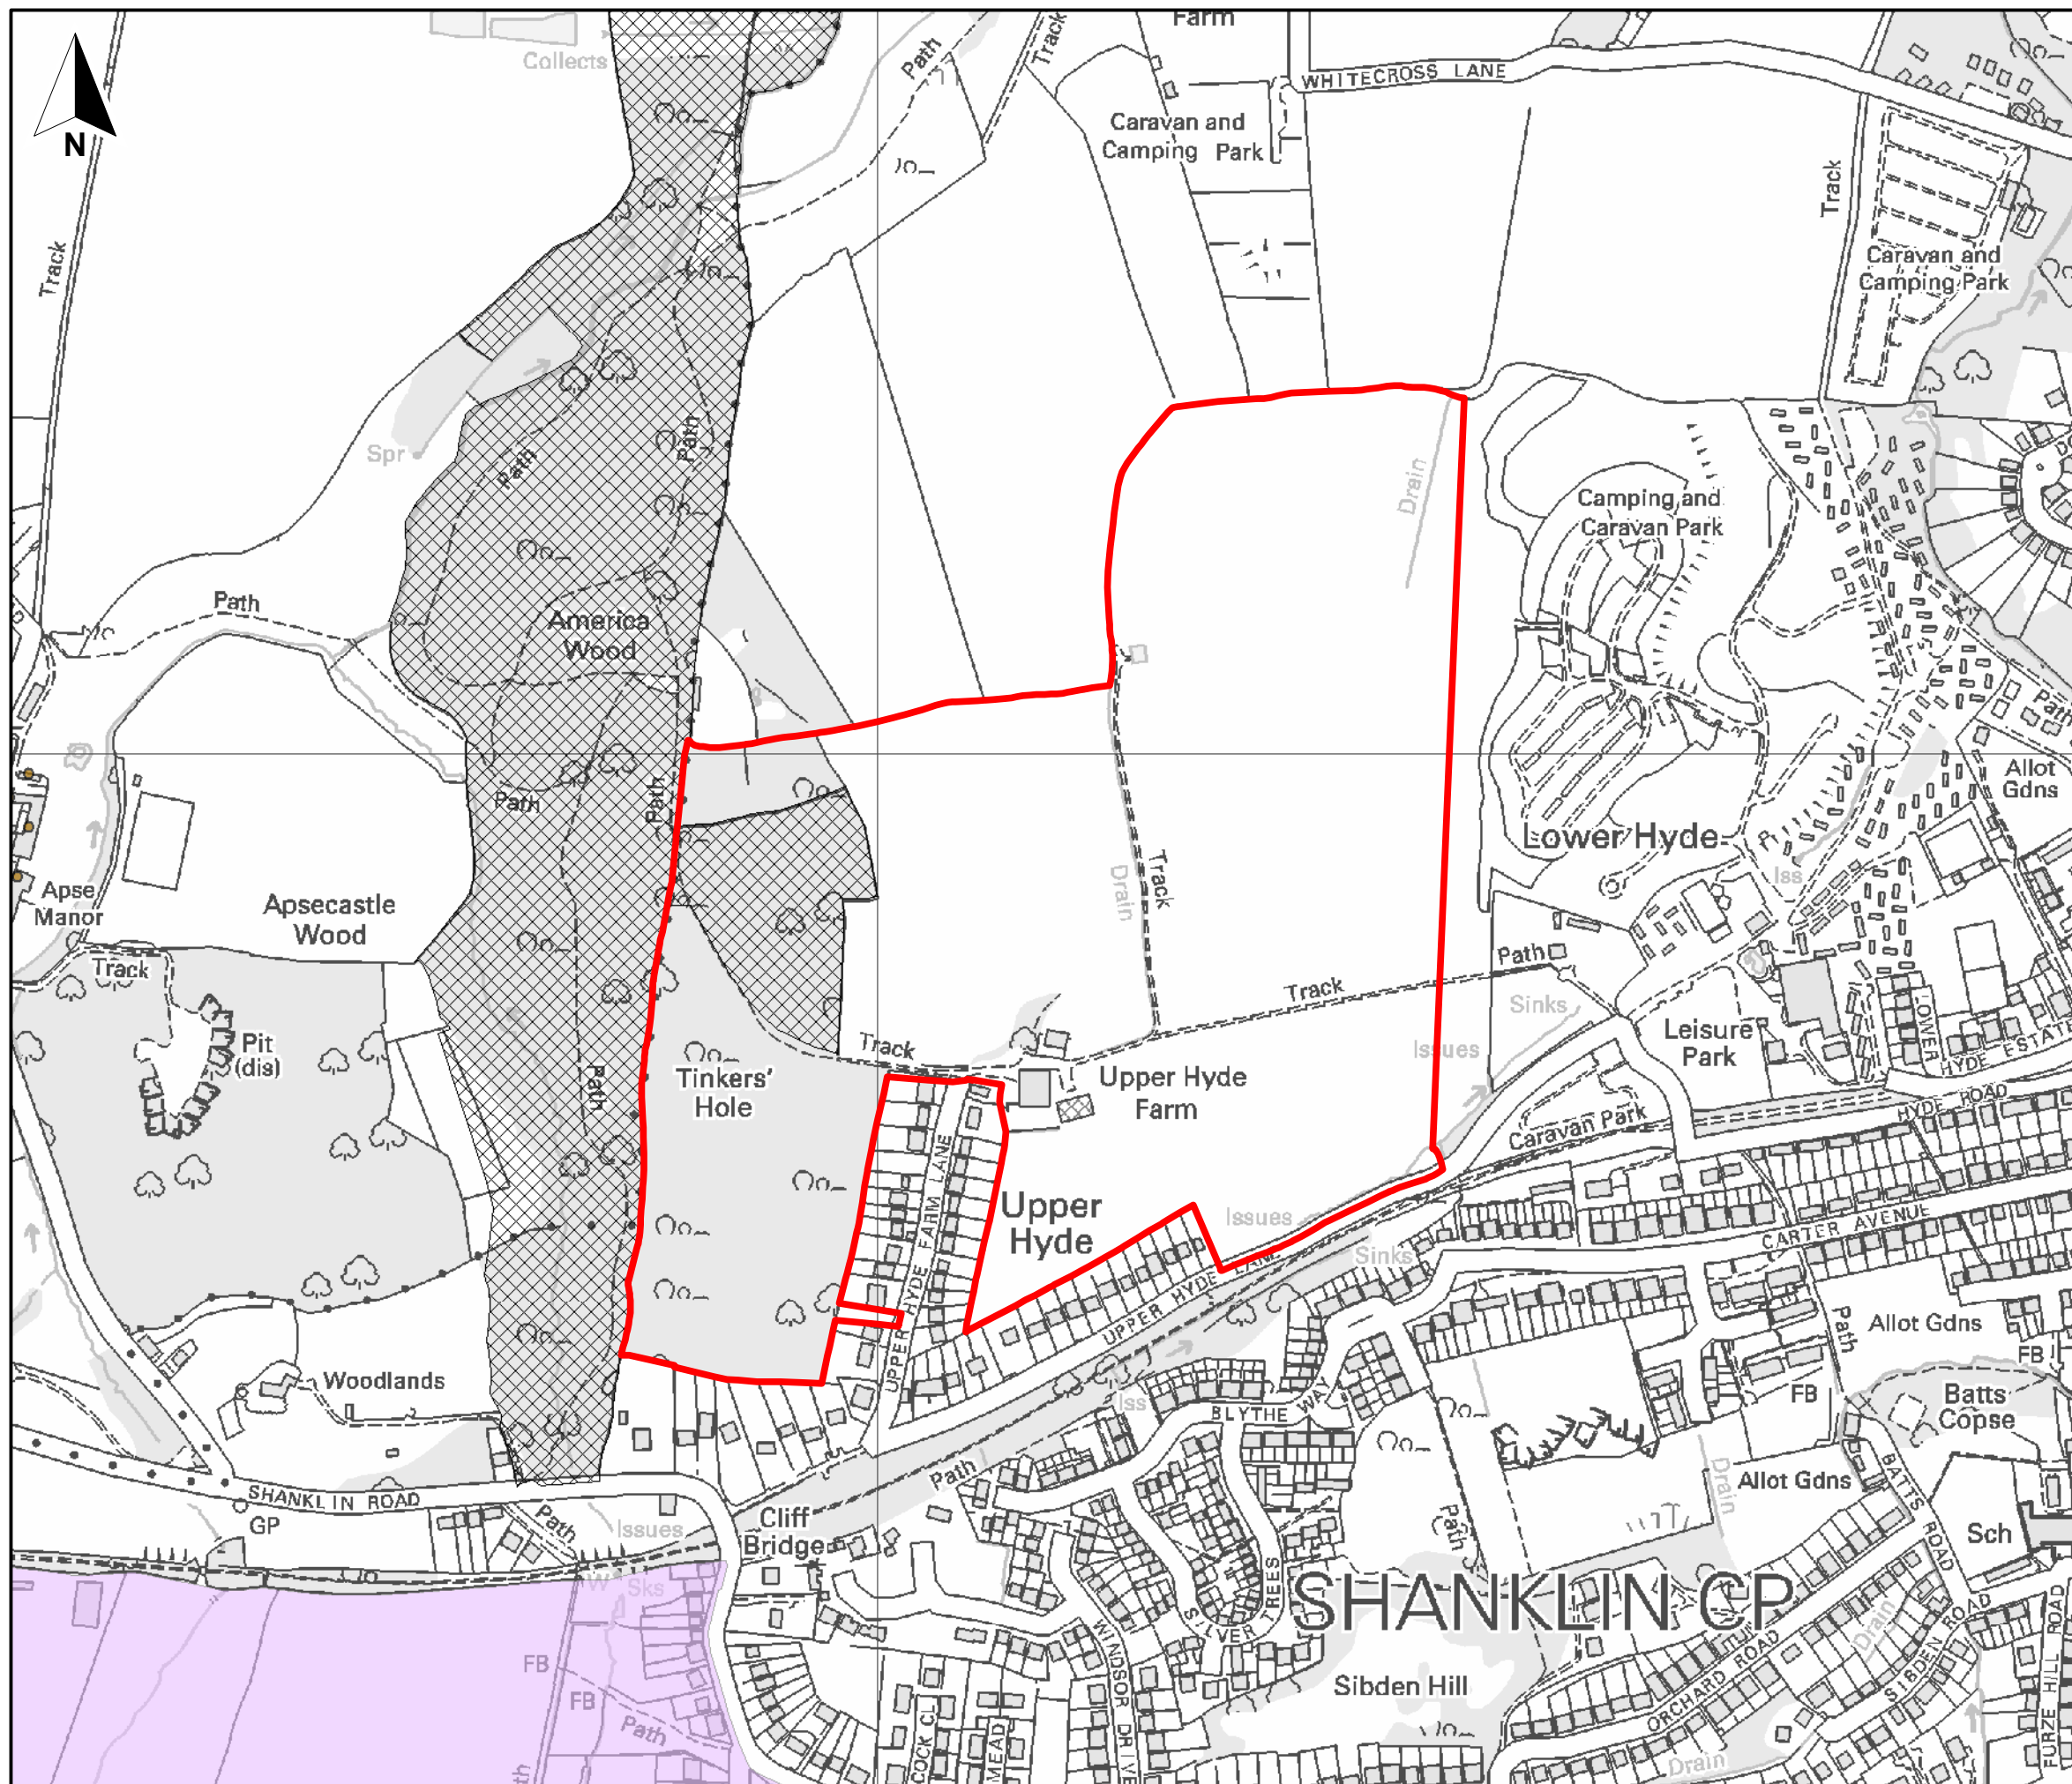 Farm
Collects
Path
Track
WHITECROSS LANE
N
Caravan and
Camping Park
Track
Track
Caravan and
Camping Park
Spr
Path
Path
Drain
Camping and
Caravan Park
Path
America
Wood
Path
Path
Path
Allot
Gdns
Lower Hyde
Iss
Drain
Track
Apse
Manor
Apsecastle
Wood
Track
Path
Track
Sinks
Pit
(dis)
Track
Issues
Leisure
Park
LOWER
HYDE ESTATE
Path
Tinkers'
Hole
Upper Hyde
Farm
Caravan Park
HYDE ROAD
UPPER HYDE FARM LANE
Upper
Hyde
Issues
Sinks
CARTER AVENUE
UPPER HYDE LANE
Path
Allot Gdns
FB
Woodlands
Iss
BLYTHE WAY
FB
Batts
Copse
Path
Drain
Allot Gdns
BATTS ROAD
SHANKLIN ROAD
GP
Path
Issues
Cliff
Bridge
Path
Sch
W
Sks
SILVER TREES
SHANKLIN CP
WINDSOR DRIVE
FB
FB
Path
Sibden Hill
ORCHARD ROAD
Drain
SIBDEN ROAD
FURZE HILL ROAD
COCK CL
MEAD
Drain
th